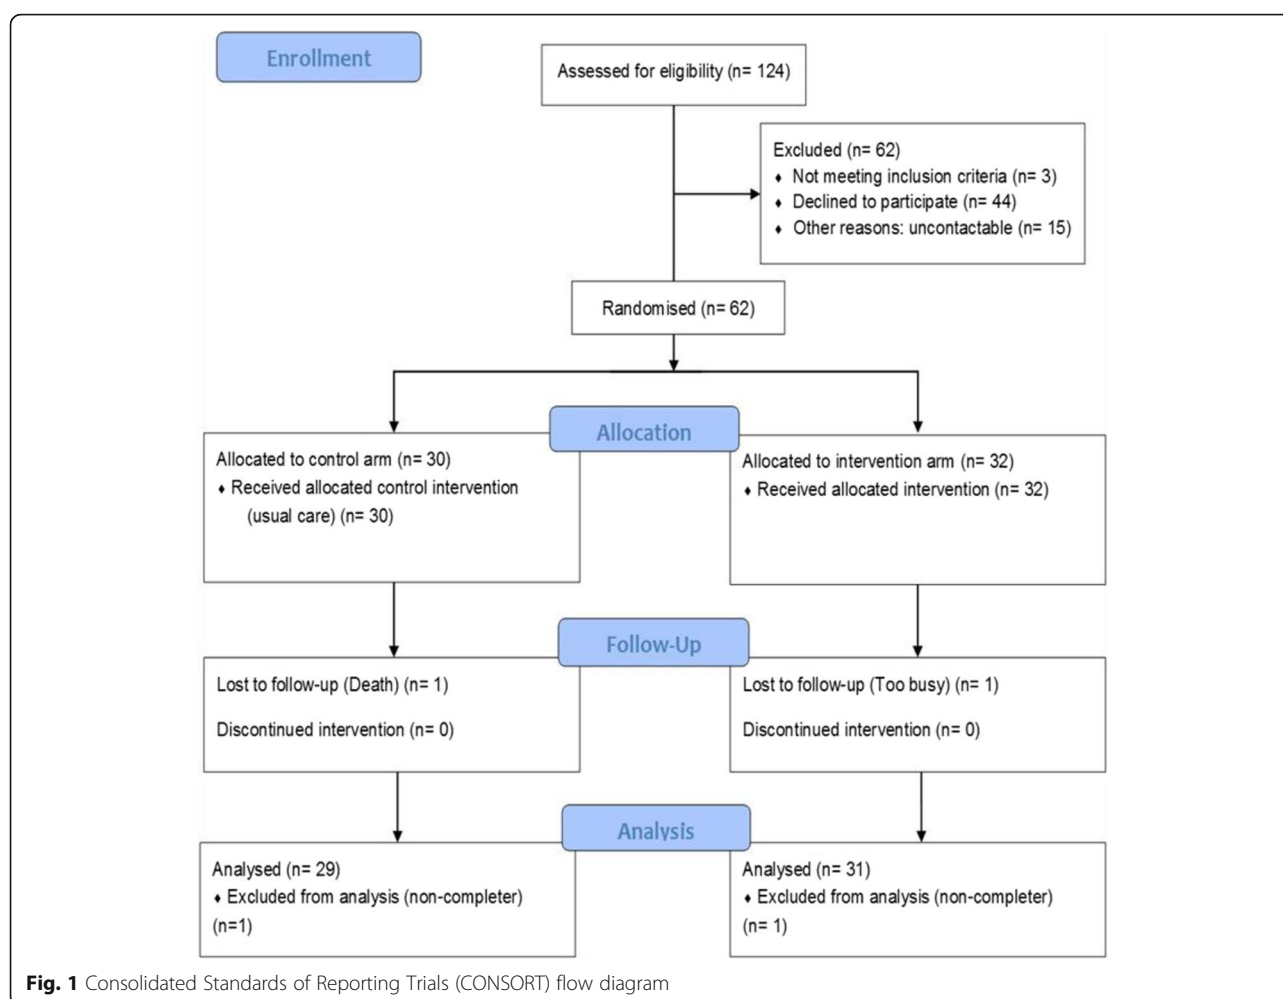 Enrollment
Assessed for eligibility (n= 124)
Excluded (n= 62)
♦ Not meeting inclusion criteria (n= 3)
♦ Declined to participate (n= 44)
♦ Other reasons: uncontactable (n= 15)
Randomised (n= 62)
Allocation
Allocated to control arm (n= 30)
♦ Received allocated control intervention
(usual care) (n= 30)
Allocated to intervention arm (n= 32)
♦ Received allocated intervention (n= 32)
Follow-Up
Lost to follow-up (Death) (n= 1)
Discontinued intervention (n= 0)
Lost to follow-up (Too busy) (n= 1)
Discontinued intervention (n= 0)
Analysis
Analysed (n= 29)
♦ Excluded from analysis (non-completer)
(n=1)
Analysed (n= 31)
♦ Excluded from analysis (non-completer)
(n= 1)
Fig. 1 Consolidated Standards of Reporting Trials (CONSORT) flow diagram